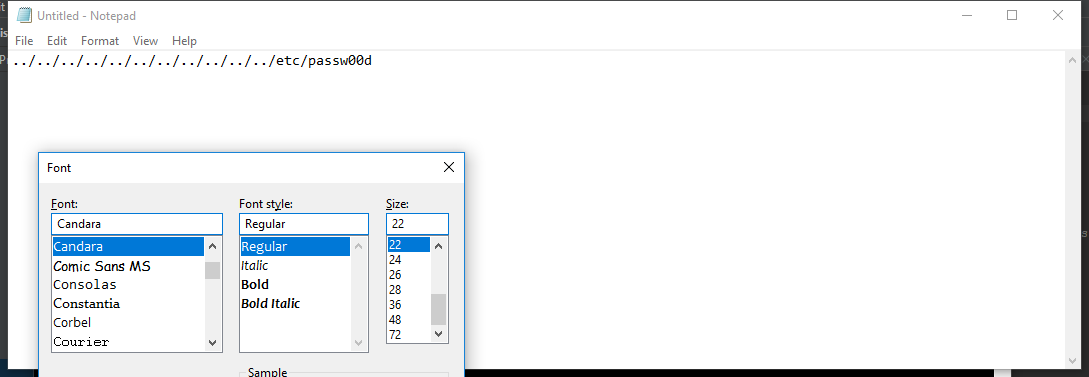 Untitled - Notepad
File Edit Format View Help
../../../../../../../../../../../etc/passw00d
Font
Font: Font style: Size:
Candara Regular 22
Candara Regular 22
Comic Sans MS Italic 24
Consolas Bold 26
Constantia Bold Italic 28
Corbel 36
Courier 48
72
Sample